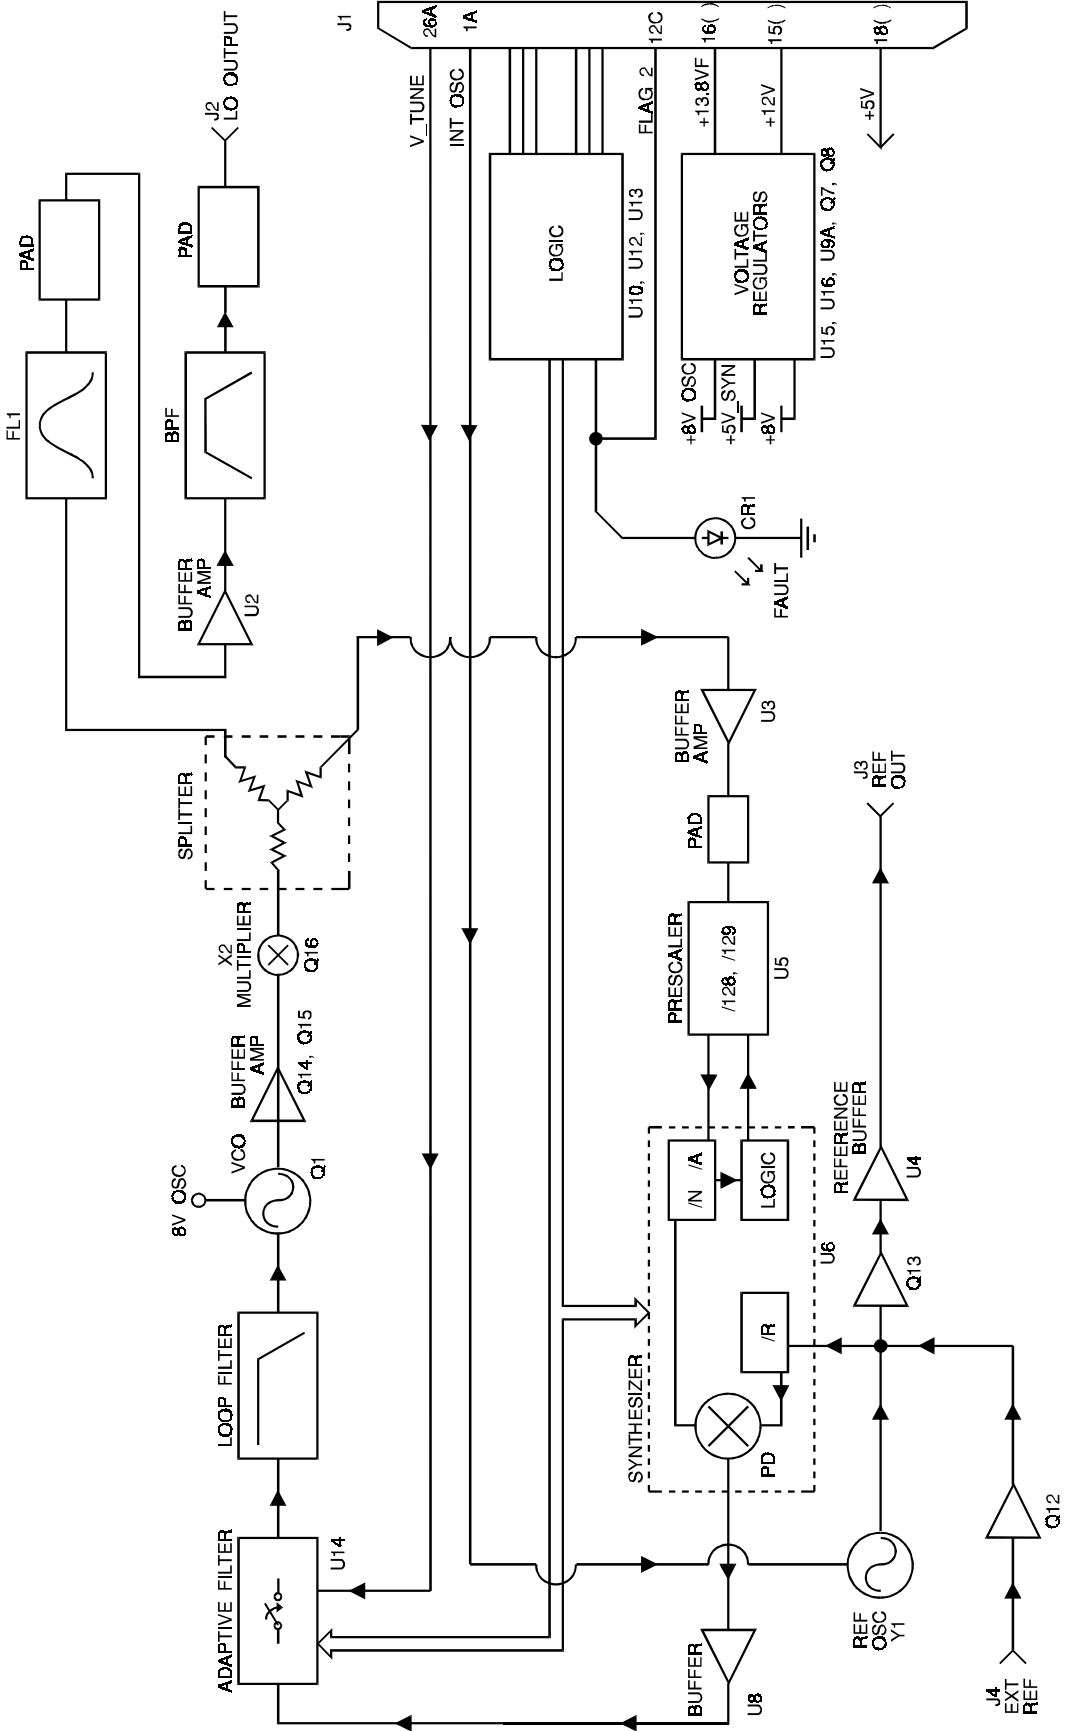 J4
EXT
REF
Q12
REF
OSC
Y1
BUFFER
U8
ADAPTIVE FILTER
U14
LOOP FILTER
8V OSC
VCO
Q1
BUFFER
AMP
Q14, Q15
X2
MULTIPLIER
Q16
SPLITTER
FL1
PAD
BUFFER
AMP
U2
BPF
PAD
J2
LO OUTPUT
SYNTHESIZER
PD
/R
/N /A
LOGIC
U6
PRESCALER
/128, /129
U5
PAD
BUFFER
AMP
U3
Q13
REFERENCE
BUFFER
U4
J3
REF
OUT
FAULT
CR1
LOGIC
U10, U12, U13
+8V OSC
+5V_SYN
+8V
VOLTAGE
REGULATORS
U15, U16, U9A, Q7, Q8
V_TUNE
INT OSC
FLAG 2
+13.8VF
+12V
+5V
J1
26A
1A
12C
16( )
15( )
18( )